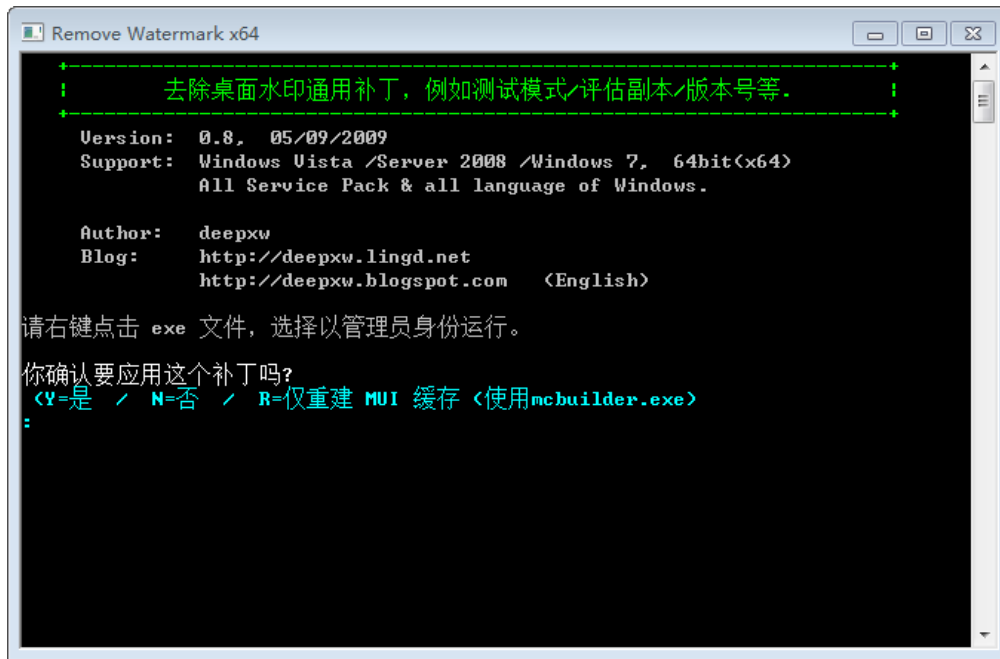 Remove Watermark x64
去除桌面水印通用补丁，例如测试模式/评估副本/版本号等.
Version: 0.8, 05/09/2009
Support: Windows Vista /Server 2008 /Windows 7, 64bit(x64)
All Service Pack & all language of Windows.
Author: deepxw
Blog: http://deepxw.lingd.net
http://deepxw.blogspot.com (English)
请右键点击 exe 文件，选择以管理员身份运行。
你确认要应用这个补丁吗?
(Y=是 / N=否 / R=仅重建 MUI 缓存 (使用mcbuilder.exe)
: